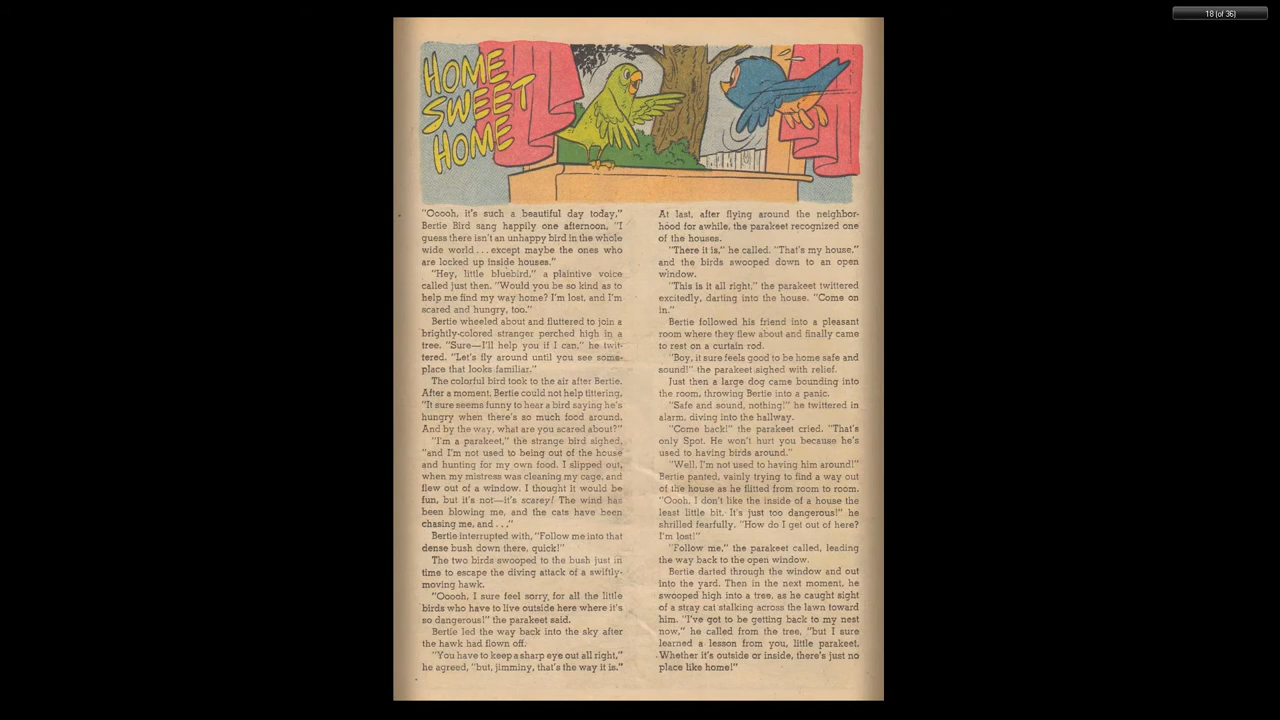 18 [of 36]
HOME
SWEET
HOME
"Ooooh, it's such a beautiful day today,"
Bertie Bird sang happily one afternoon, "I
guess there isn't an unhappy bird in the whole
wide world . . . except maybe the ones who
are locked up inside houses."
"Hey, little bluebird," a plaintive voice
called just then. "Would you be so kind as to
help me find my way home? I'm lost, and I'm
scared and hungry, too."
Bertie wheeled about and fluttered to join a
brightly-colored stranger perched high in a
tree. "Sure—I'll help you if I can," he twit-
tered. "Let's fly around until you see some-
place that looks familiar."
The colorful bird took to the air after Bertie.
After a moment, Bertie could not help tittering,
"It sure seems funny to hear a bird saying he's
hungry when there's so much food around.
And by the way, what are you scared about?"
"I'm a parakeet," the strange bird sighed,
"and I'm not used to being out of the house
and hunting for my own food. I slipped out,
when my mistress was cleaning my cage, and
flew out of a window. I thought it would be
fun, but it's not—it's scarey! The wind has
been blowing me, and the cats have been
chasing me, and . . ."
Bertie interrupted with, "Follow me into that
dense bush down there, quick!"
The two birds swooped to the bush just in
time to escape the diving attack of a swiftly-
moving hawk.
"Ooooh, I sure feel sorry for all the little
birds who have to live outside here where it's
so dangerous!" the parakeet said.
Bertie led the way back into the sky after
the hawk had flown off.
"You have to keep a sharp eye out all right,"
he agreed, "but, jimminy, that's the way it is."
At last, after flying around the neighbor-
hood for awhile, the parakeet recognized one
of the houses.
"There it is," he called. "That's my house,"
and the birds swooped down to an open
window.
"This is it all right," the parakeet twittered
excitedly, darting into the house. "Come on
in."
Bertie followed his friend into a pleasant
room where they flew about and finally came
to rest on a curtain rod.
"Boy, it sure feels good to be home safe and
sound!" the parakeet sighed with relief.
Just then a large dog came bounding into
the room, throwing Bertie into a panic.
"Safe and sound, nothing!" he twittered in
alarm, diving into the hallway.
"Come back!" the parakeet cried. "That's
only Spot. He won't hurt you because he's
used to having birds around."
"Well, I'm not used to having him around!"
Bertie panted, vainly trying to find a way out
of the house as he flitted from room to room.
"Oooh, I don't like the inside of a house the
least little bit. It's just too dangerous!" he
shrilled fearfully. "How do I get out of here?
I'm lost!"
"Follow me," the parakeet called, leading
the way back to the open window.
Bertie darted through the window and out
into the yard. Then in the next moment, he
swooped high into a tree, as he caught sight
of a stray cat stalking across the lawn toward
him. "I've got to be getting back to my nest
now," he called from the tree, "but I sure
learned a lesson from you, little parakeet.
Whether it's outside or inside, there's just no
place like home!"